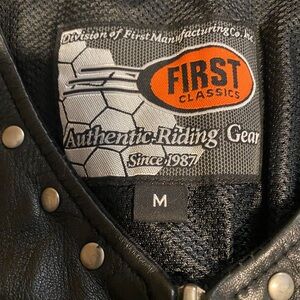 Division of First Manufacturing Co. Inc.
FIRST
CLASSICS
Authentic Riding Gear
Since 1987
M